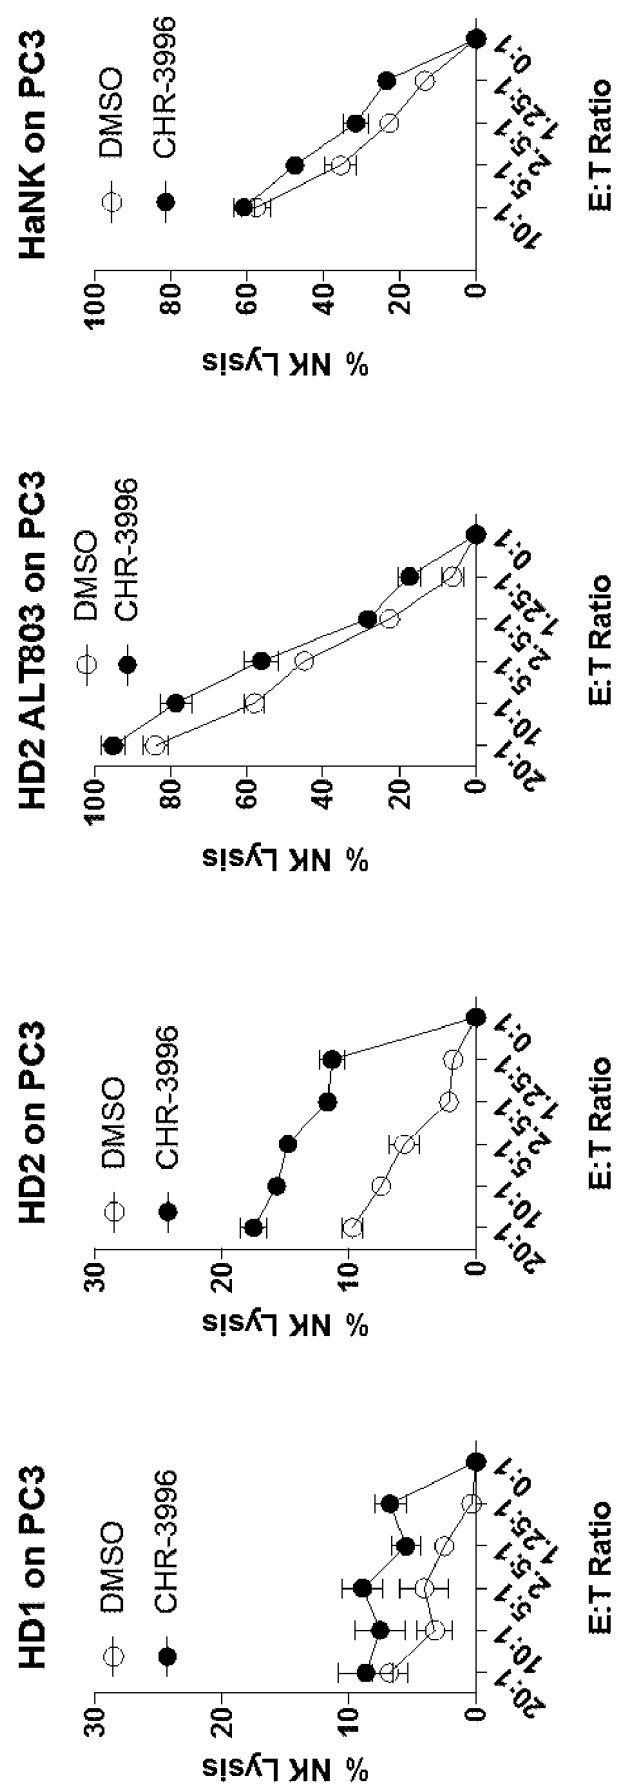 HD1 on PC3
DMSO
CHR-3996
% NK Lysis
30
20
10
0
20:1
10:1
5:1
2.5:1
1.25:1
0:1
E:T Ratio
HD2 on PC3
DMSO
CHR-3996
% NK Lysis
30
20
10
0
20:1
10:1
5:1
2.5:1
1.25:1
0:1
E:T Ratio
HD2 ALT803 on PC3
DMSO
CHR-3996
% NK Lysis
100
80
60
40
20
0
20:1
10:1
5:1
2.5:1
1.25:1
0:1
E:T Ratio
HaNK on PC3
DMSO
CHR-3996
% NK Lysis
100
80
60
40
20
0
10:1
5:1
2.5:1
1.25:1
0:1
E:T Ratio